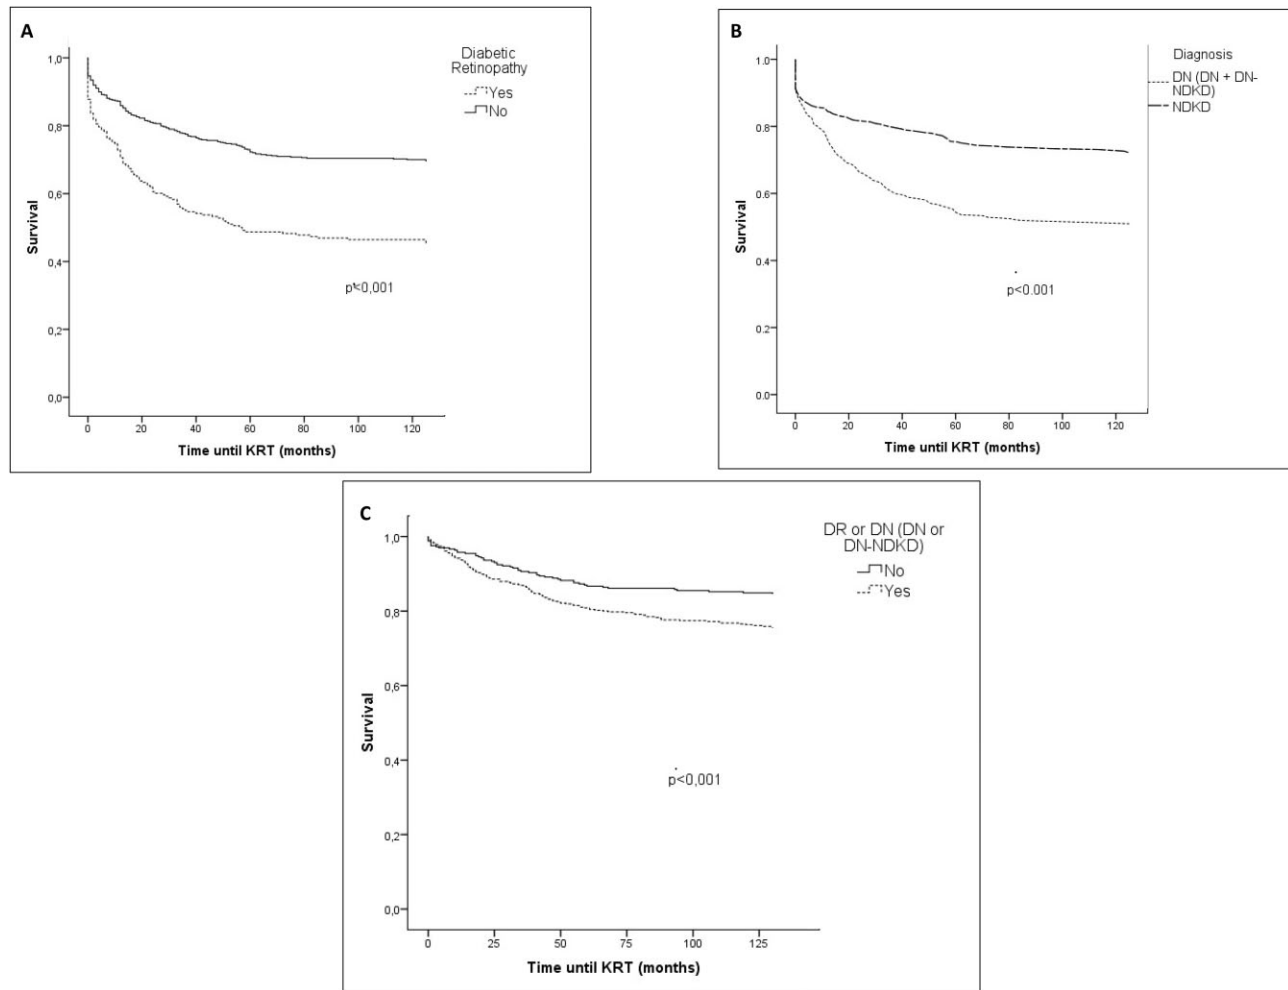 A
Diabetic
Retinopathy
Yes
No
1,0
0,8
0,6
0,4
0,2
0,0
Survival
p<0,001
0 20 40 60 80 100 120
Time until KRT (months)
B
Diagnosis
DN (DN + DN-
NDKD)
NDKD
1.0
0.8
0.6
0.4
0.2
0.0
Survival
p<0.001
0 20 40 60 80 100 120
Time until KRT (months)
C
DR or DN (DN or
DN-NDKD)
No
Yes
1,0
0,8
0,6
0,4
0,2
0,0
Survival
p<0,001
0 25 50 75 100 125
Time until KRT (months)